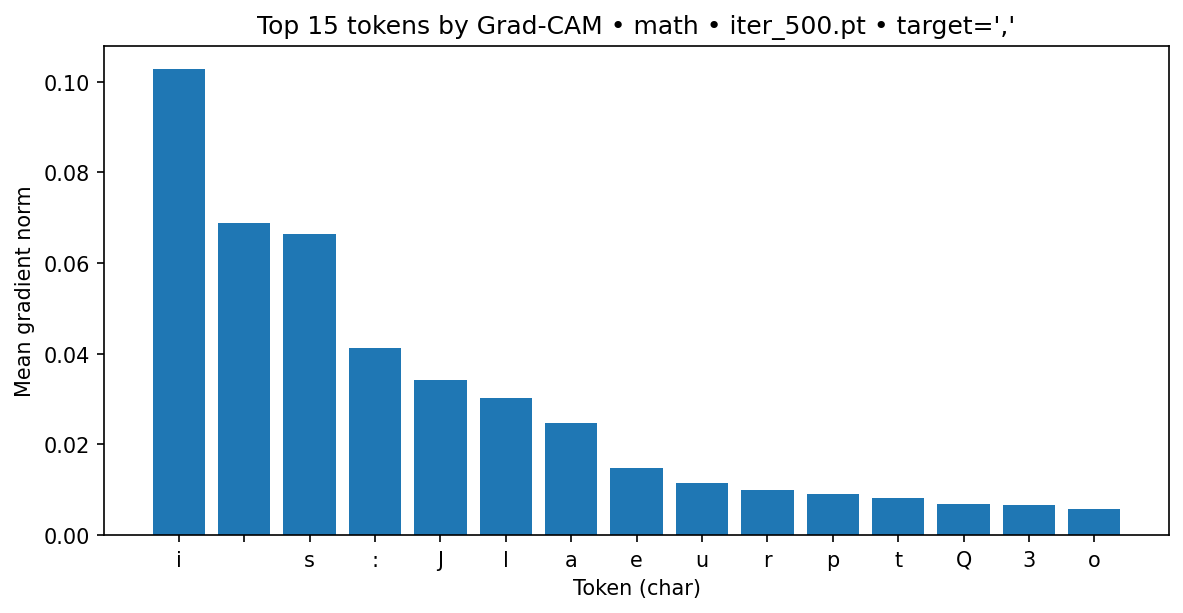 Top 15 tokens by Grad-CAM • math • iter_500.pt • target=','
Mean gradient norm
0.10
0.08
0.06
0.04
0.02
0.00
i s : J l a e u r p t Q 3 o
Token (char)